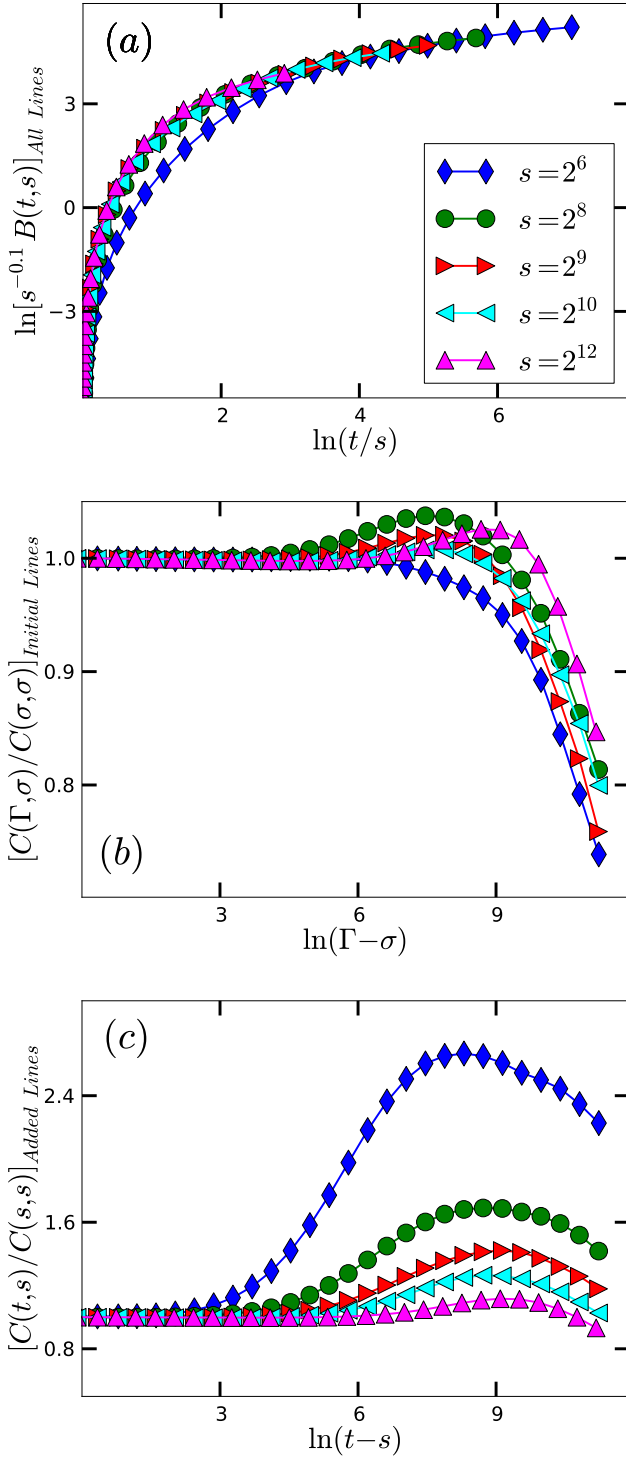 (a)
ln[s^{-0.1} B(t,s)]_{All Lines}
3
0
−3
s=2^6
s=2^8
s=2^9
s=2^{10}
s=2^{12}
2 4 6
ln(t/s)
[C(Γ,σ)/C(σ,σ)]_{Initial Lines}
1.0
0.9
0.8
(b)
3 6 9
ln(Γ−σ)
(c)
[C(t,s)/C(s,s)]_{Added Lines}
2.4
1.6
0.8
3 6 9
ln(t−s)